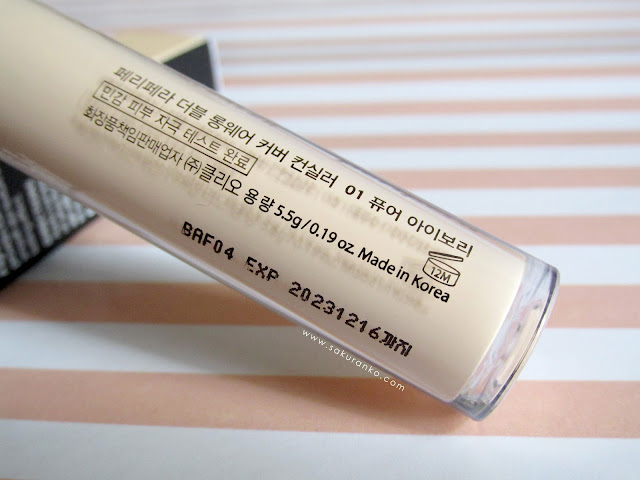 페리페라 더블 롱웨어 커버 컨실러 01 퓨어 아이보리
민감 피부 자극 테스트 완료
화장품책임판매업자 (주)클리오 용량 5.5g/0.19 oz. Made in Korea
12M
BAF04 EXP 20231216까지
www.sakuranko.com